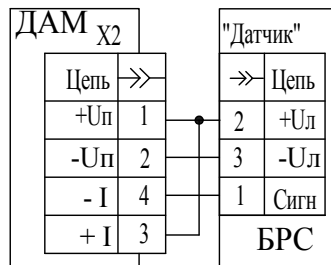 ДАМ X2
Цепь
+Uп 1
-Uп 2
- I 4
+ I 3
"Датчик"
Цепь
2 +Uл
3 -Uл
1 Сигн
БРС